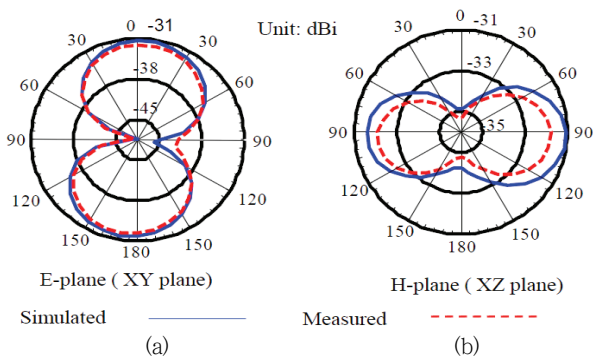 0 -31
30 30
-38
60 60
-45
90 90
120 120
150 150
180
E-plane ( XY plane)
Unit: dBi
0 -31
30 30
-33
60 60
-35
90 90
120 120
150 150
180
H-plane ( XZ plane)
Simulated
Measured
(a)
(b)